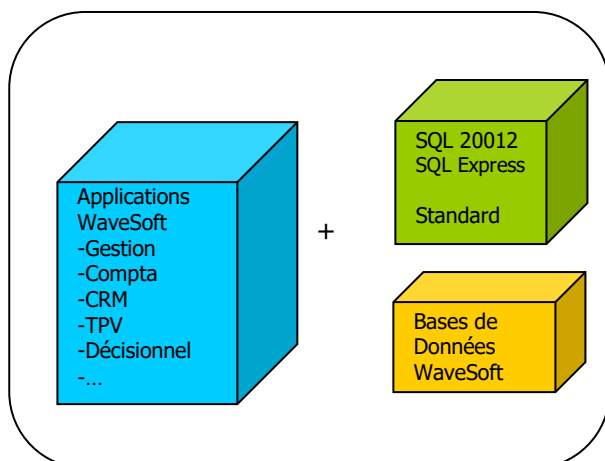 Applications
WaveSoft
-Gestion
-Compta
-CRM
-TPV
-Décisionnel
-...
+
SQL 20012
SQL Express
Standard
Bases de
Données
WaveSoft